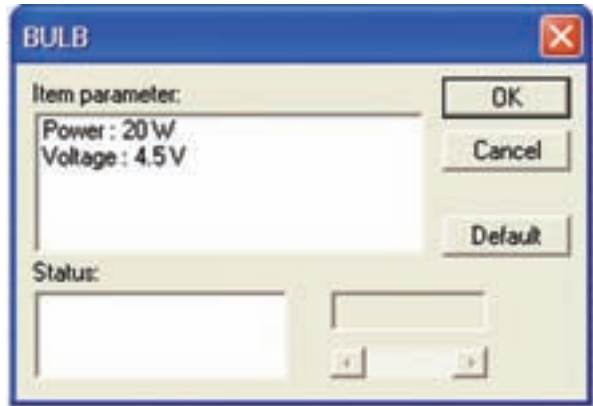 BULB
Item parameter:
OK
Power : 20 W
Voltage : 4.5 V
Cancel
Default
Status: